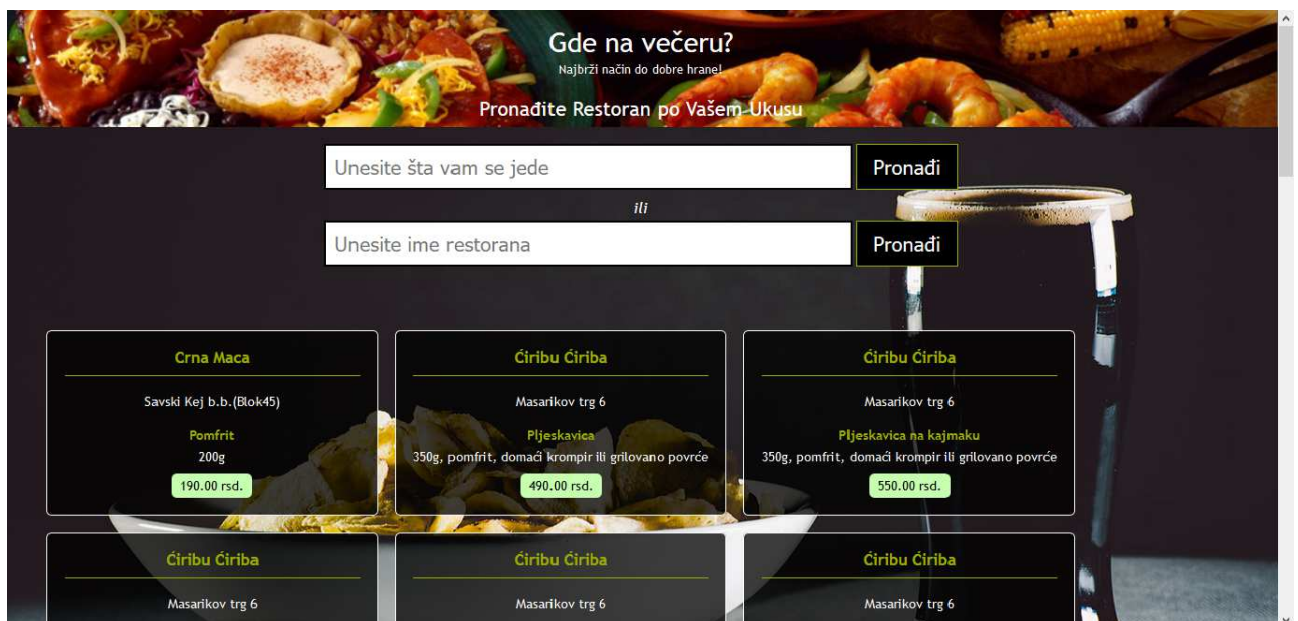 Gde na večeru?
Najbrži način do dobre hrane!
Pronađite Restoran po Vašem Ukusu
Unesite šta vam se jede
Pronađi
ili
Unesite ime restorana
Pronađi
Crna Maca
Savski Kej b.b.(Blok45)
Pomfrit
200g
190.00 rsd.
Ćiribu Ćiriba
Masarikov trg 6
Pljeskavica
350g, pomfrit, domaći krompir ili grilovano povrće
490.00 rsd.
Ćiribu Ćiriba
Masarikov trg 6
Pljeskavica na kajmaku
350g, pomfrit, domaći krompir ili grilovano povrće
550.00 rsd.
Ćiribu Ćiriba
Masarikov trg 6
Ćiribu Ćiriba
Masarikov trg 6
Ćiribu Ćiriba
Masarikov trg 6